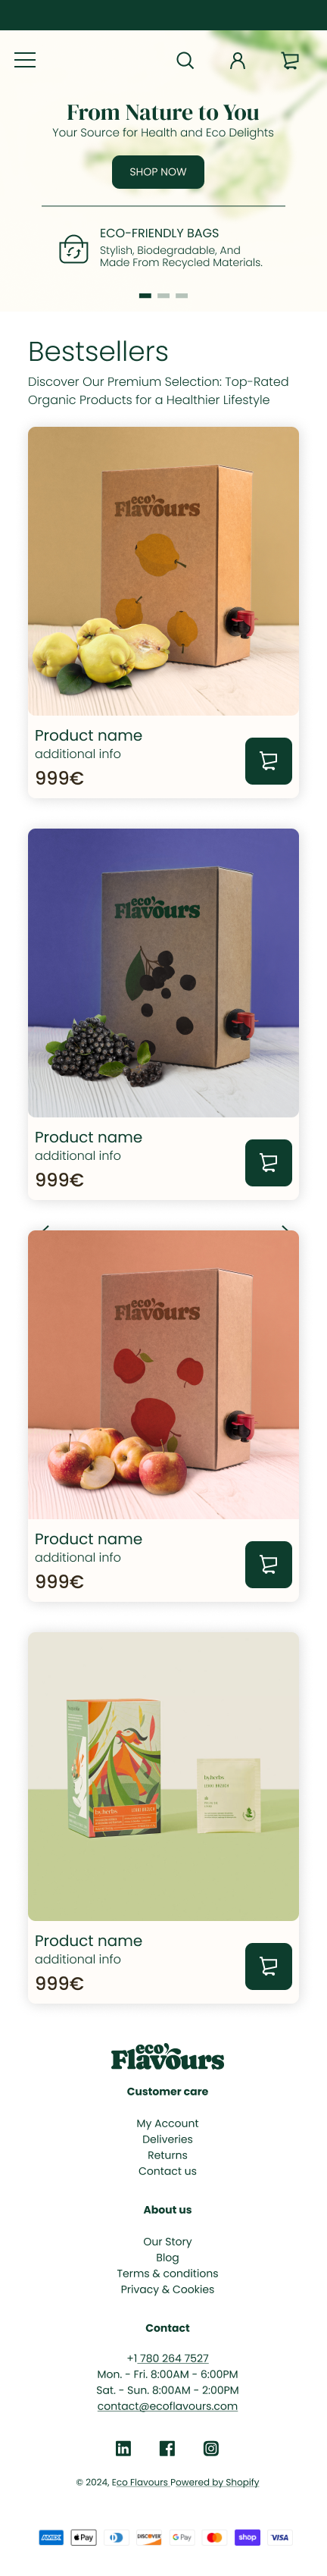 From Nature to You
Your Source for Health and Eco Delights
SHOP NOW
ECO-FRIENDLY BAGS
Stylish, Biodegradable, And
Made From Recycled Materials.
Bestsellers
Discover Our Premium Selection: Top-Rated
Organic Products for a Healthier Lifestyle
eco
Flavours
Product name
additional info
999€
eco
Flavours
Product name
additional info
999€
eco
Flavours
Product name
additional info
999€
Product name
additional info
999€
eco
Flavours
Customer care
My Account
Deliveries
Returns
Contact us
About us
Our Story
Blog
Terms & conditions
Privacy & Cookies
Contact
+1 780 264 7527
Mon. - Fri. 8:00AM - 6:00PM
Sat. - Sun. 8:00AM - 2:00PM
contact@ecoflavours.com
© 2024, Eco Flavours Powered by Shopify
AMEX Pay DISCOVER G Pay shop VISA